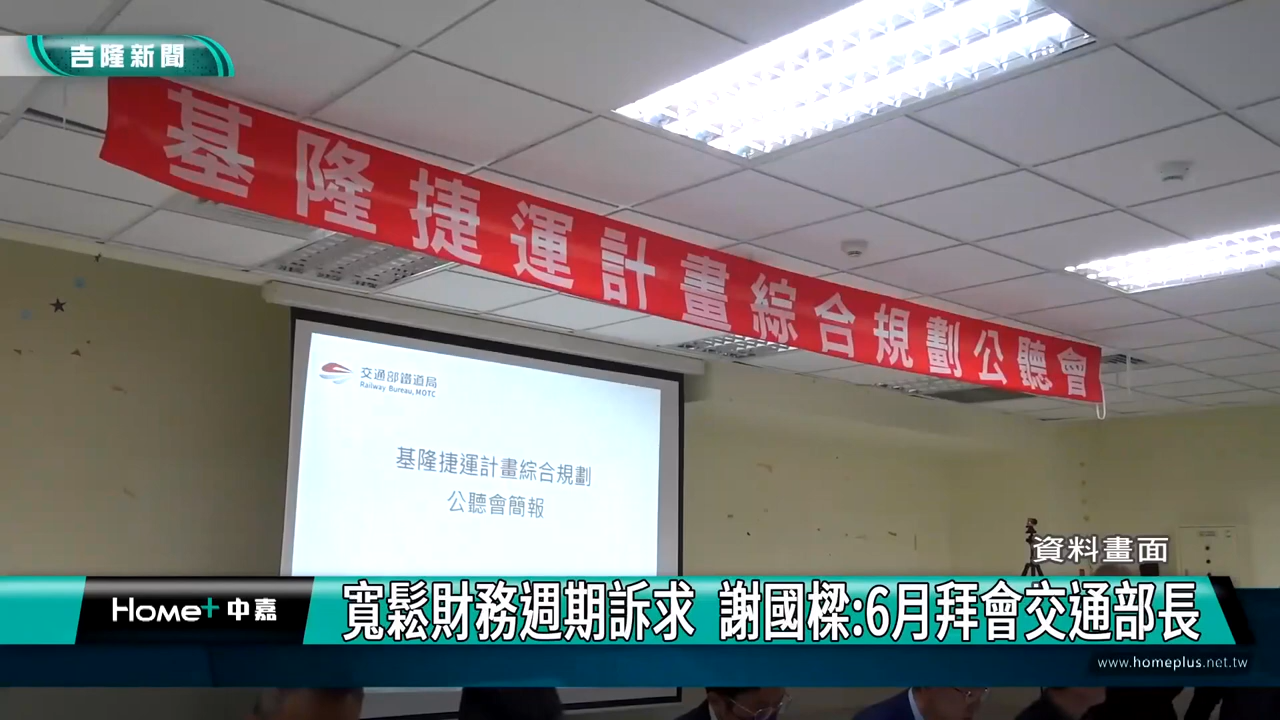 吉隆新聞
基隆捷運計畫綜合規劃公聽會
交通部鐵道局
Railway Bureau, MOTC
基隆捷運計畫綜合規劃
公聽會簡報
資料畫面
Home+中嘉
寬鬆財務週期訴求 謝國樑:6月拜會交通部長
www.homeplus.net.tw